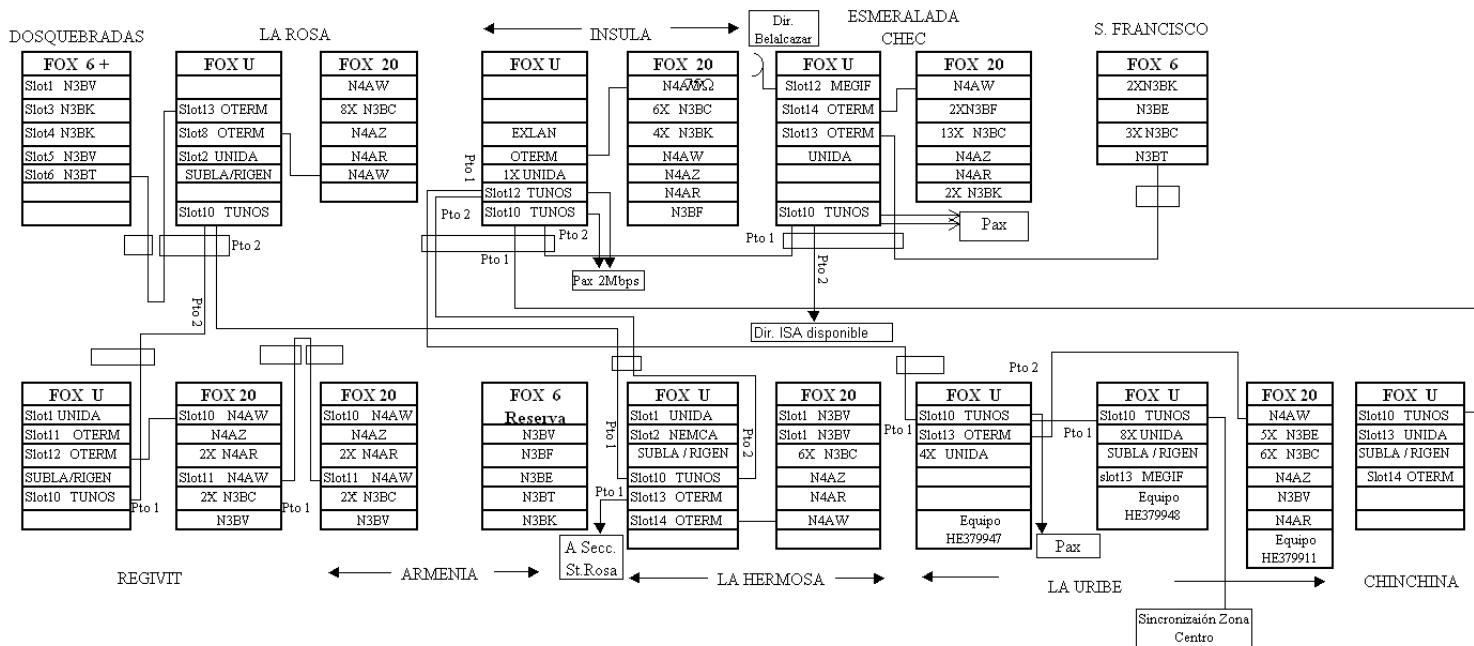 DOSQUEBRADAS
FOX 6 +
Slot1 N3BV
Slot3 N3BK
Slot4 N3BK
Slot5 N3BV
Slot6 N3BT
LA ROSA
FOX U
Slot13 OTERM
Slot8 OTERM
Slot2 UNIDA
SUBLA/RIGEN
Slot10 TUNOS
FOX 20
N4AW
8X N3BC
N4AZ
N4AR
N4AW
Pto 2
Pto 2
INSULA
FOX U
EXLAN
OTERM
1X UNIDA
Slot12 TUNOS
Slot10 TUNOS
Pto 1
Pto 2
Pto 1
Pto 2
FOX 20
75Ω
6X N3BC
4X N3BK
N4AW
N4AZ
N4AR
N3BF
Pax 2Mbps
Dir.
Belalcazar
ESMERALADA
CHEC
FOX U
Slot12 MEGIF
Slot14 OTERM
Slot13 OTERM
UNIDA
Slot10 TUNOS
Pto 1
Pto 2
Pax
Dir. ISA disponible
FOX 20
N4AW
2XN3BF
13X N3BC
N4AZ
N4AR
2X N3BK
S. FRANCISCO
FOX 6
2XN3BK
N3BE
3X N3BC
N3BT
FOX U
Slot1 UNIDA
Slot11 OTERM
Slot12 OTERM
SUBLA/RIGEN
Slot10 TUNOS
Pto 1
FOX 20
Slot10 N4AW
N4AZ
2X N4AR
Slot11 N4AW
2X N3BC
N3BV
Pto 1
REGIVIT
FOX 20
Slot10 N4AW
N4AZ
2X N4AR
Slot11 N4AW
2X N3BC
N3BV
FOX 6
Reserva
N3BV
N3BF
N3BE
N3BT
N3BK
ARMENIA
Pto 1
Pto 1
A Secc.
St.Rosa
FOX U
Slot1 UNIDA
Slot2 NEMCA
SUBLA / RIGEN
Slot10 TUNOS
Slot13 OTERM
Slot14 OTERM
Pto 2
FOX 20
Slot1 N3BV
Slot1 N3BV
6X N3BC
N4AZ
N4AR
N4AW
LA HERMOSA
Pto 1
FOX U
Slot10 TUNOS
Slot13 OTERM
4X UNIDA
Equipo
HE379947
Pto 2
Pto 1
Pax
FOX U
Slot10 TUNOS
8X UNIDA
SUBLA / RIGEN
slot13 MEGIF
Equipo
HE379948
FOX 20
N4AW
5X N3BE
6X N3BC
N4AZ
N3BV
N4AR
Equipo
HE379911
LA URIBE
Sincronizaión Zona
Centro
FOX U
Slot10 TUNOS
Slot13 UNIDA
SUBLA / RIGEN
Slot14 OTERM
CHINCHINA